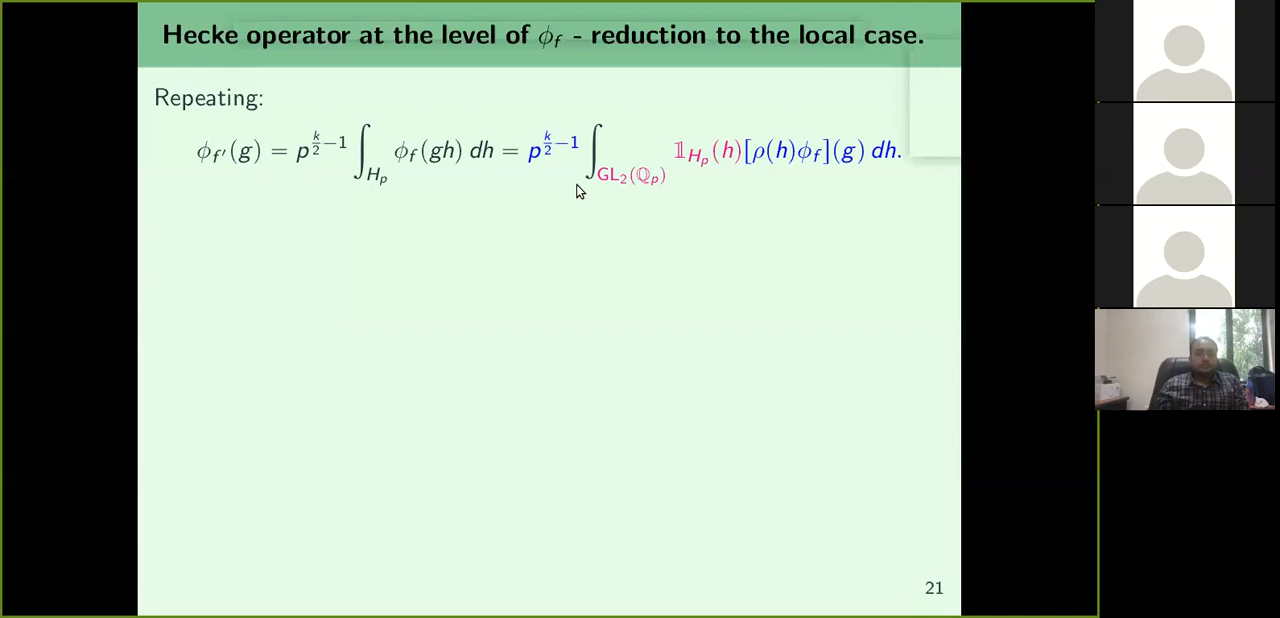 Hecke operator at the level of ϕ_f - reduction to the local case.
Repeating:
ϕ_{f′}(g) = p^{k/2−1} ∫_{H_p} ϕ_f(gh) dh = p^{k/2−1} ∫_{GL₂(ℚ_p)} 𝟙_{H_p}(h)[ρ(h)ϕ_f](g) dh.
21